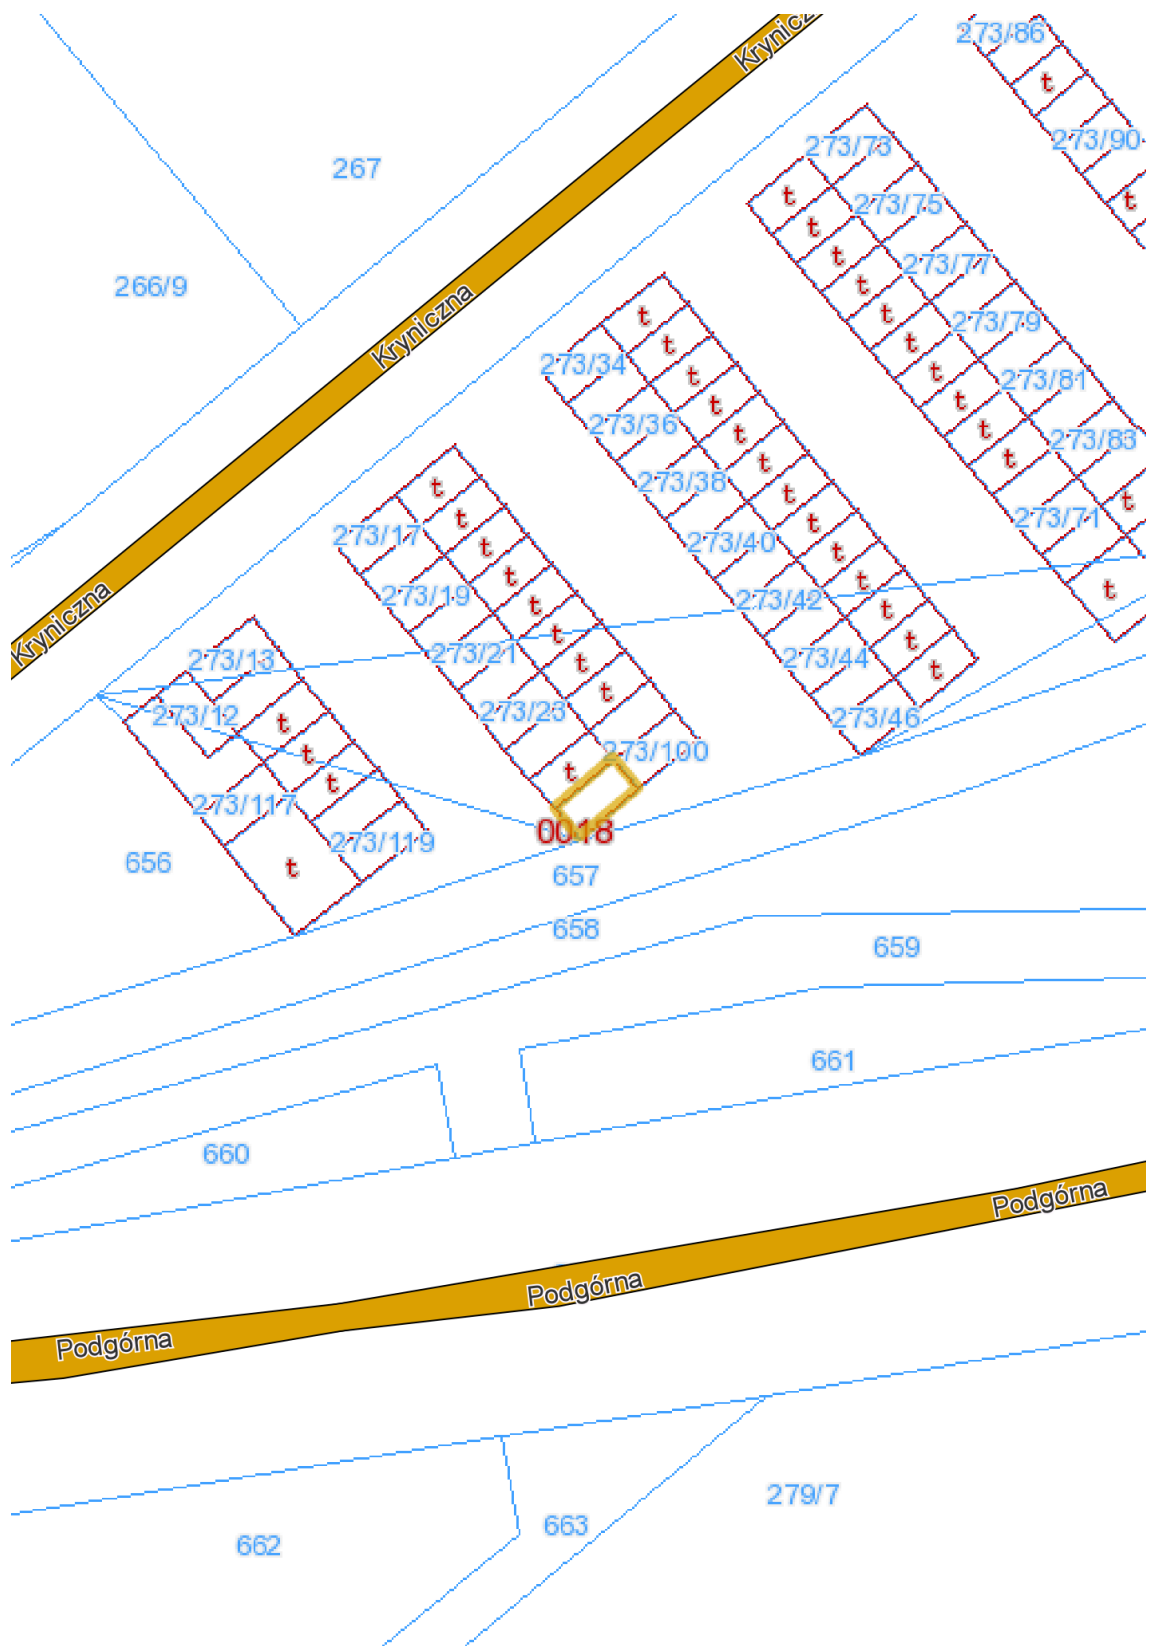 Krynicz
273/86
t
273/90
t
267
273/73
t
273/75
t
t
273/77
t
266/9
Kryniczna
t
273/79
t
t
273/34
t
273/81
t
t
273/36
t
273/83
t
t
t
273/38
t
t
273/71
t
273/17
t
t
273/40
t
t
t
273/19
t
273/42
t
t
Kryniczna
t
273/21
t
273/44
t
t
273/13
t
273/23
t
273/46
273/12
t
t
t
273/100
t
273/117
273/119
0018
656
t
657
658
659
661
660
Podgórna
Podgórna
Podgórna
279/7
662
663